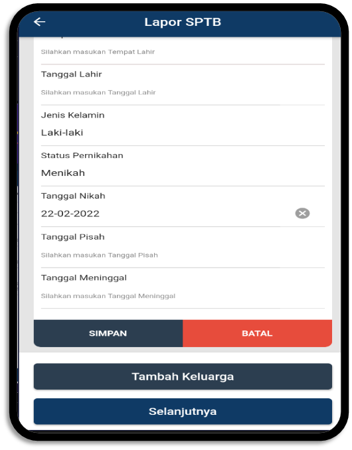 Lapor SPTB
Silahkan masukan Tempat Lahir
Tanggal Lahir
Silahkan masukan Tanggal Lahir
Jenis Kelamin
Laki-laki
Status Pernikahan
Menikah
Tanggal Nikah
22-02-2022
Tanggal Pisah
Silahkan masukan Tanggal Pisah
Tanggal Meninggal
Silahkan masukan Tanggal Meninggal
SIMPAN
BATAL
Tambah Keluarga
Selanjutnya